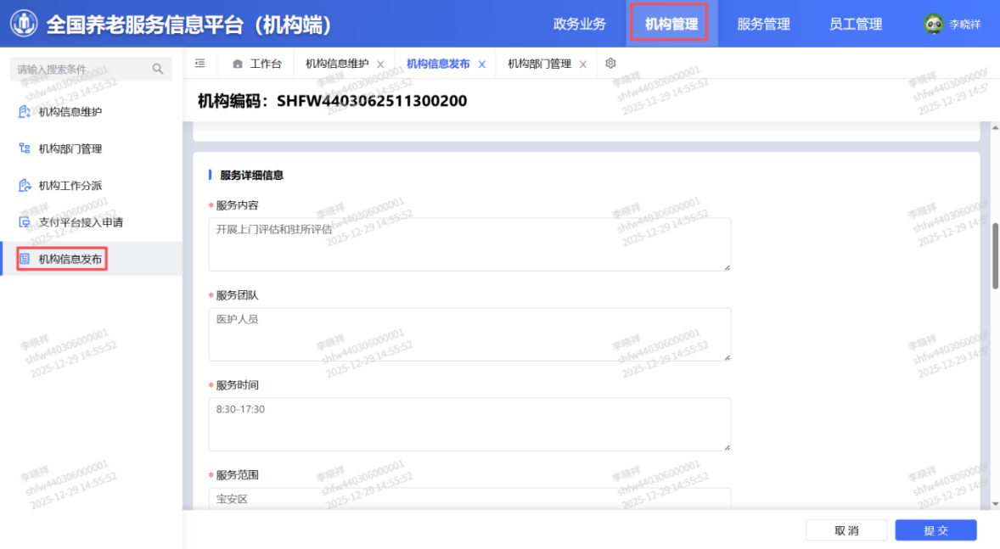 全国养老服务信息平台（机构端）
政务业务 机构管理 服务管理 员工管理 李晓祥
请输入搜索条件
工作台 机构信息维护 × 机构信息发布 × 机构部门管理 ×
机构编码：SHFW4403062511300200
机构信息维护
机构部门管理
机构工作分派
支付平台接入申请
机构信息发布
服务详细信息
* 服务内容
开展上门评估和驻所评估
* 服务团队
医护人员
* 服务时间
8:30-17:30
* 服务范围
宝安区
取消 提交
李晓祥
shfw440306000001
2025-12-29 14:55:52